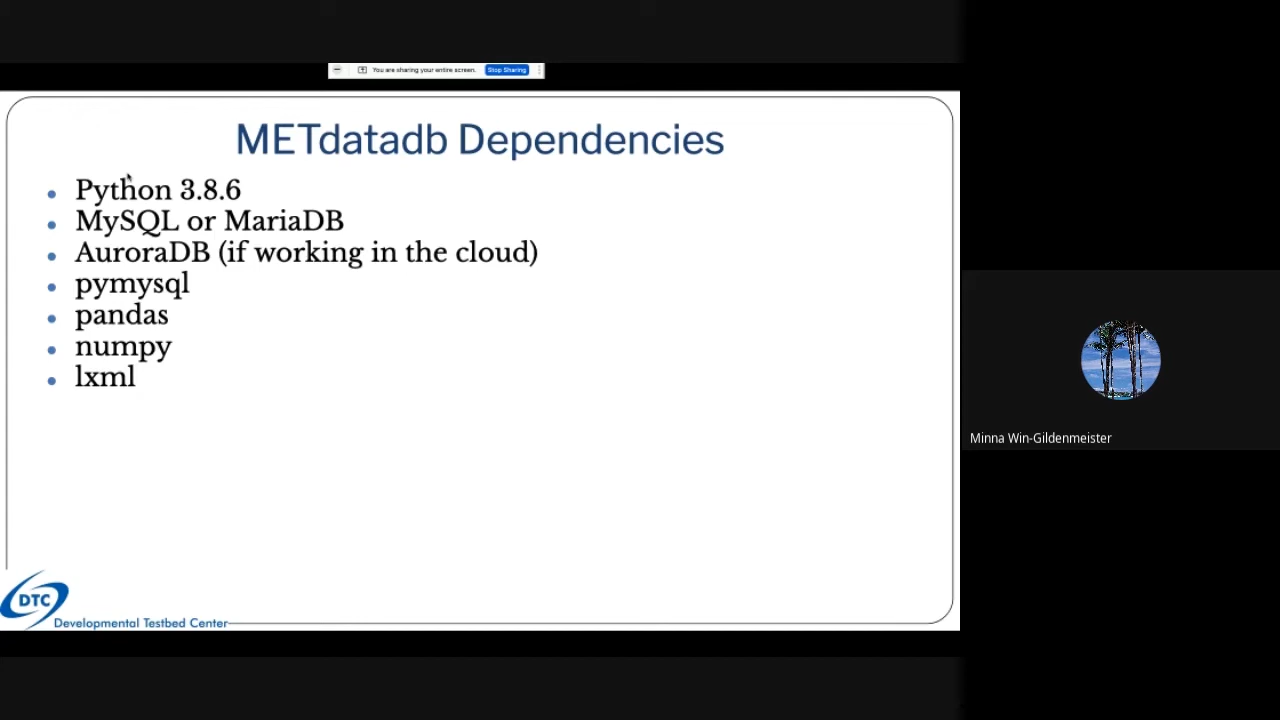 You are sharing your entire screen. Stop Sharing
METdatadb Dependencies
Python 3.8.6
MySQL or MariaDB
AuroraDB (if working in the cloud)
pymysql
pandas
numpy
lxml
Minna Win-Gildenmeister
DTC
Developmental Testbed Center